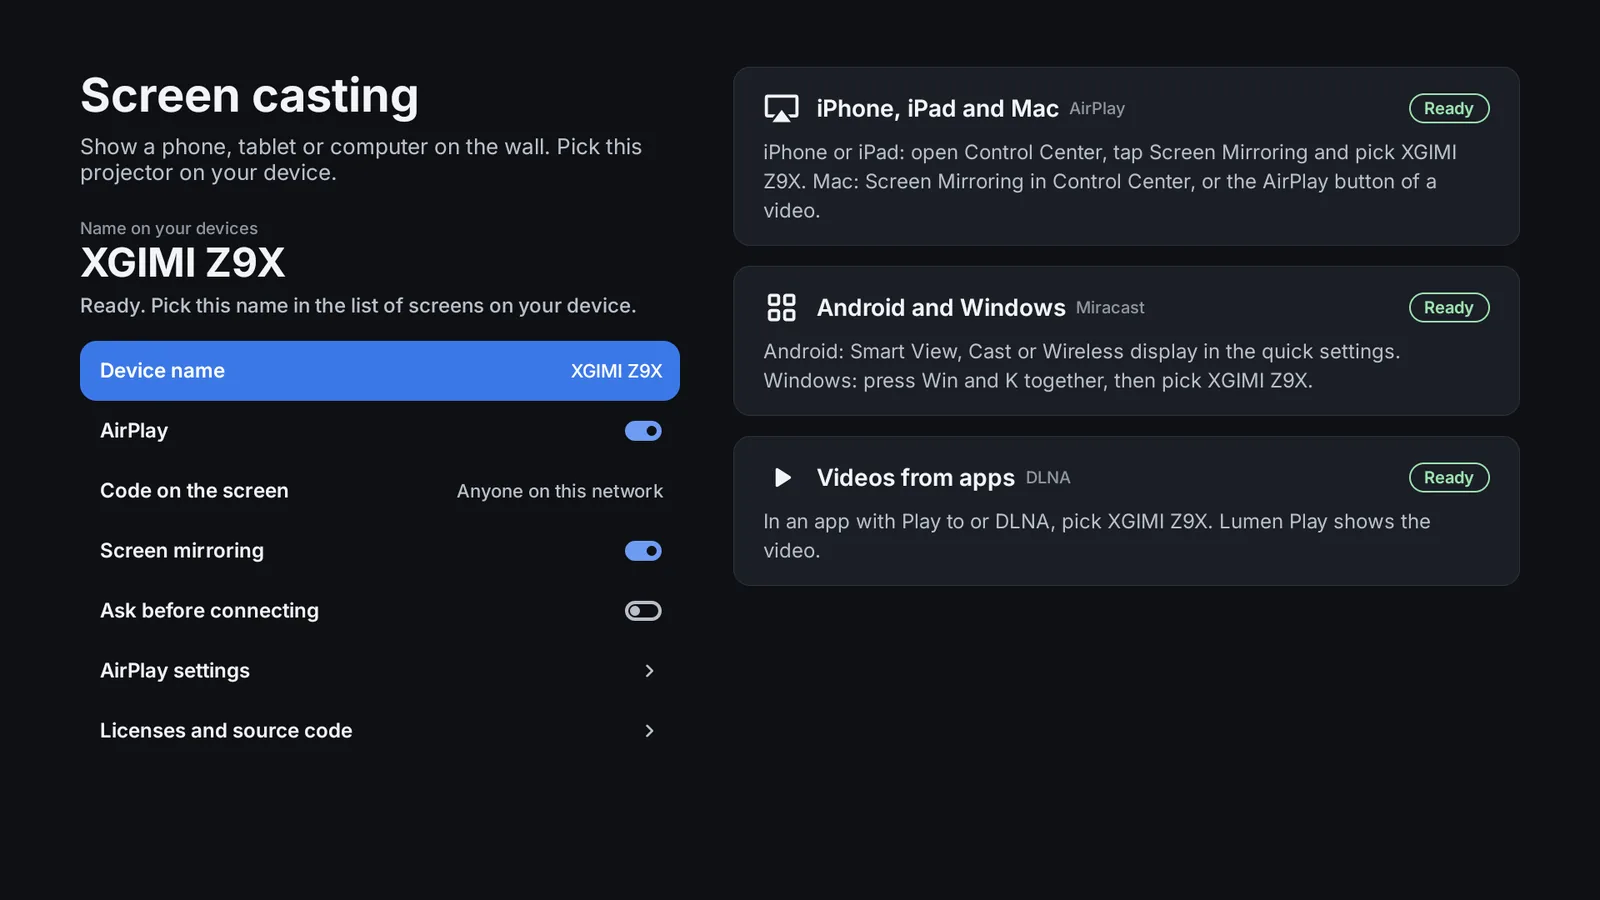 Screen casting
Show a phone, tablet or computer on the wall. Pick this
projector on your device.
Name on your devices
XGIMI Z9X
Ready. Pick this name in the list of screens on your device.
Device name XGIMI Z9X
AirPlay
Code on the screen Anyone on this network
Screen mirroring
Ask before connecting
AirPlay settings
Licenses and source code
iPhone, iPad and Mac AirPlay Ready
iPhone or iPad: open Control Center, tap Screen Mirroring and pick XGIMI
Z9X. Mac: Screen Mirroring in Control Center, or the AirPlay button of a
video.
Android and Windows Miracast Ready
Android: Smart View, Cast or Wireless display in the quick settings.
Windows: press Win and K together, then pick XGIMI Z9X.
Videos from apps DLNA Ready
In an app with Play to or DLNA, pick XGIMI Z9X. Lumen Play shows the
video.